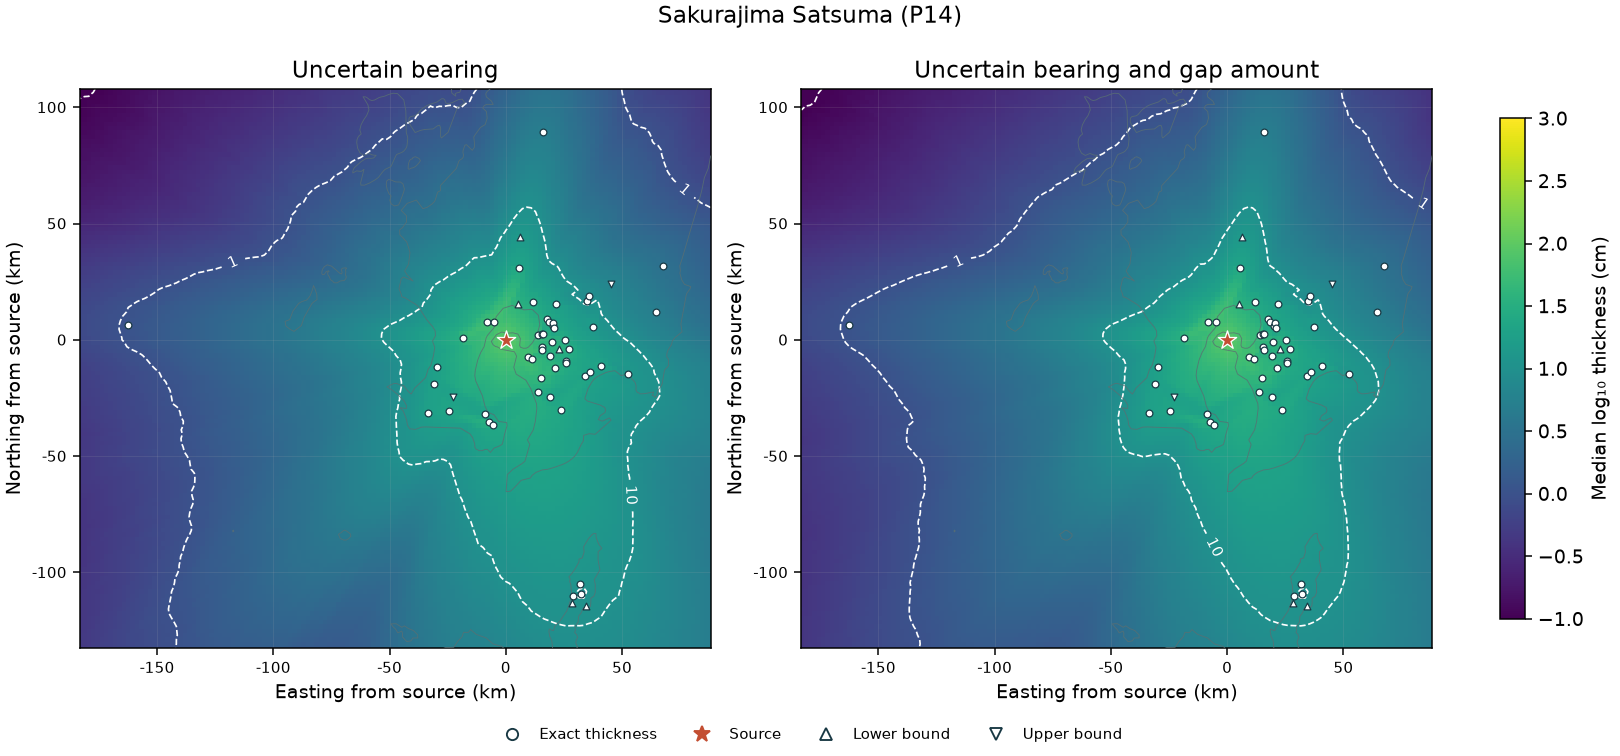 Sakurajima Satsuma (P14)
Uncertain bearing
Uncertain bearing and gap amount
100
50
0
-50
-100
Northing from source (km)
-150
-100
-50
0
50
Easting from source (km)
1
1
10
100
50
0
-50
-100
Northing from source (km)
-150
-100
-50
0
50
Easting from source (km)
1
1
10
3.0
2.5
2.0
1.5
1.0
0.5
0.0
−0.5
−1.0
Median log₁₀ thickness (cm)
Exact thickness
Source
Lower bound
Upper bound